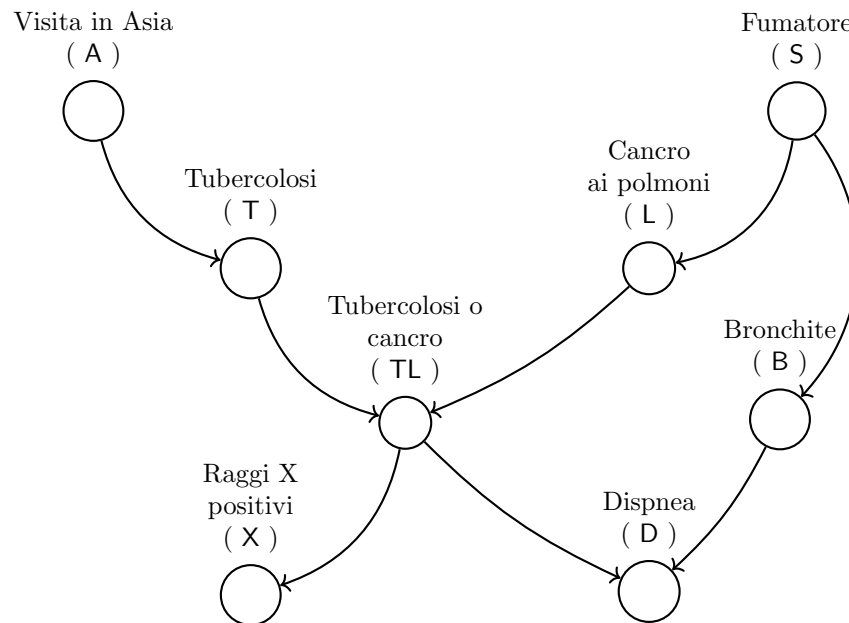 Visita in Asia
( A )
Fumatore
( S )
Cancro
ai polmoni
( L )
Tubercolosi
( T )
Tubercolosi o
cancro
( TL )
Bronchite
( B )
Raggi X
positivi
( X )
Dispnea
( D )